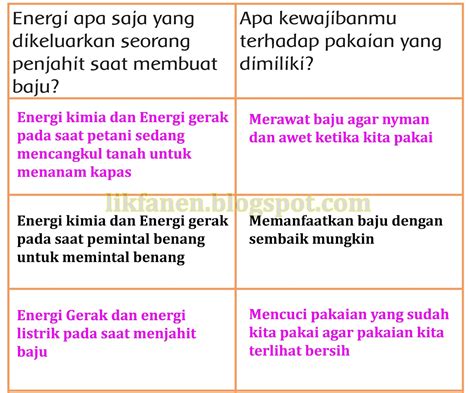 Energi apa saja yang
dikeluarkan seorang
penjahit saat membuat
baju?
Apa kewajibanmu
terhadap pakaian yang
dimiliki?
Energi kimia dan Energi gerak
pada saat petani sedang
mencangkul tanah untuk
menanam kapas
Merawat baju agar nyman
dan awet ketika kita pakai
likfanen.blogspot.com
Energi kimia dan Energi gerak
pada saat pemintal benang
untuk memintal benang
Memanfaatkan baju dengan
sembaik mungkin
Energi Gerak dan energi
listrik pada saat menjahit
baju
Mencuci pakaian yang sudah
kita pakai agar pakaian kita
terlihat bersih